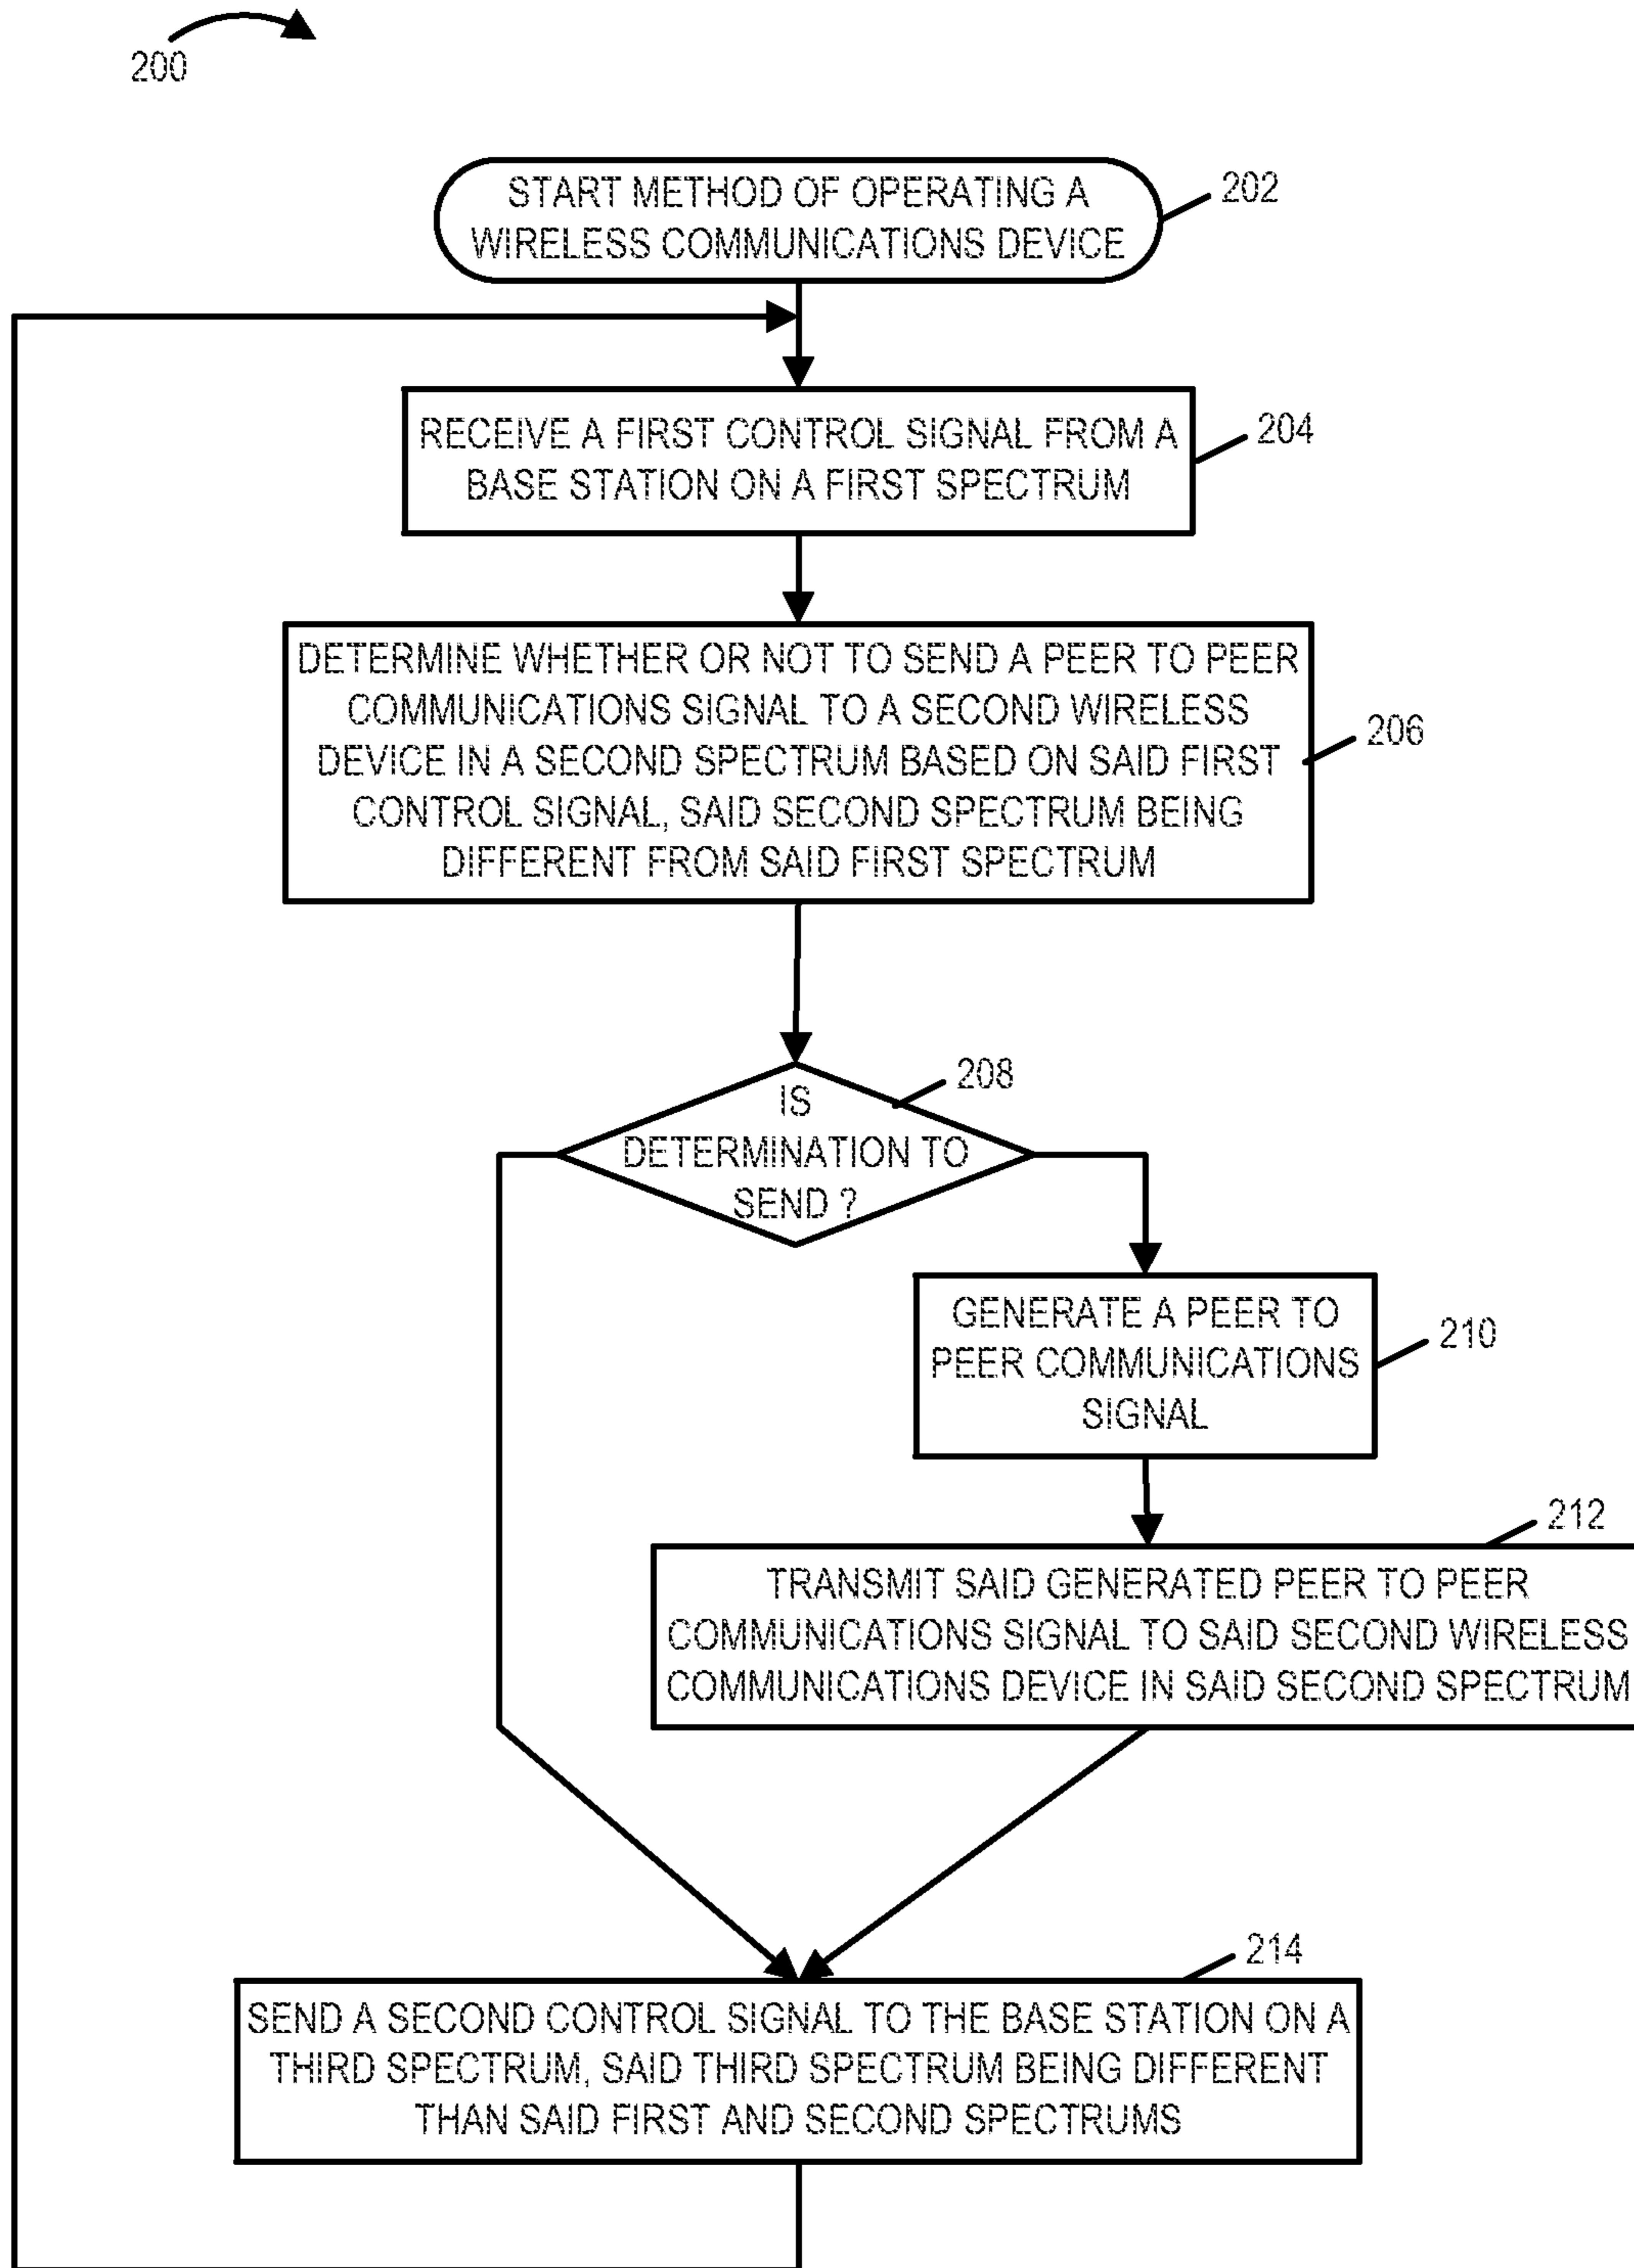 200
START METHOD OF OPERATING A
WIRELESS COMMUNICATIONS DEVICE
202
RECEIVE A FIRST CONTROL SIGNAL FROM A
BASE STATION ON A FIRST SPECTRUM
204
DETERMINE WHETHER OR NOT TO SEND A PEER TO PEER
COMMUNICATIONS SIGNAL TO A SECOND WIRELESS
DEVICE IN A SECOND SPECTRUM BASED ON SAID FIRST
CONTROL SIGNAL, SAID SECOND SPECTRUM BEING
DIFFERENT FROM SAID FIRST SPECTRUM
206
IS
DETERMINATION TO
SEND ?
208
GENERATE A PEER TO
PEER COMMUNICATIONS
SIGNAL
210
TRANSMIT SAID GENERATED PEER TO PEER
COMMUNICATIONS SIGNAL TO SAID SECOND WIRELESS
COMMUNICATIONS DEVICE IN SAID SECOND SPECTRUM
212
SEND A SECOND CONTROL SIGNAL TO THE BASE STATION ON A
THIRD SPECTRUM, SAID THIRD SPECTRUM BEING DIFFERENT
THAN SAID FIRST AND SECOND SPECTRUMS
214